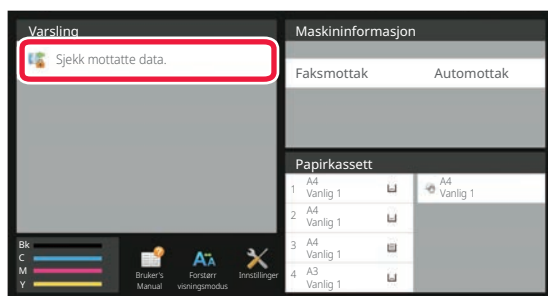 Varsling
Sjekk mottatte data.
Maskininformasjon
Faksmottak Automottak
Papirkassett
1 A4
Vanlig 1
2 A4
Vanlig 1
3 A4
Vanlig 1
4 A3
Vanlig 1
A4
Vanlig 1
Bk
C
M
Y
Bruker's
Manual
Forstørr
visningsmodus
Innstillinger